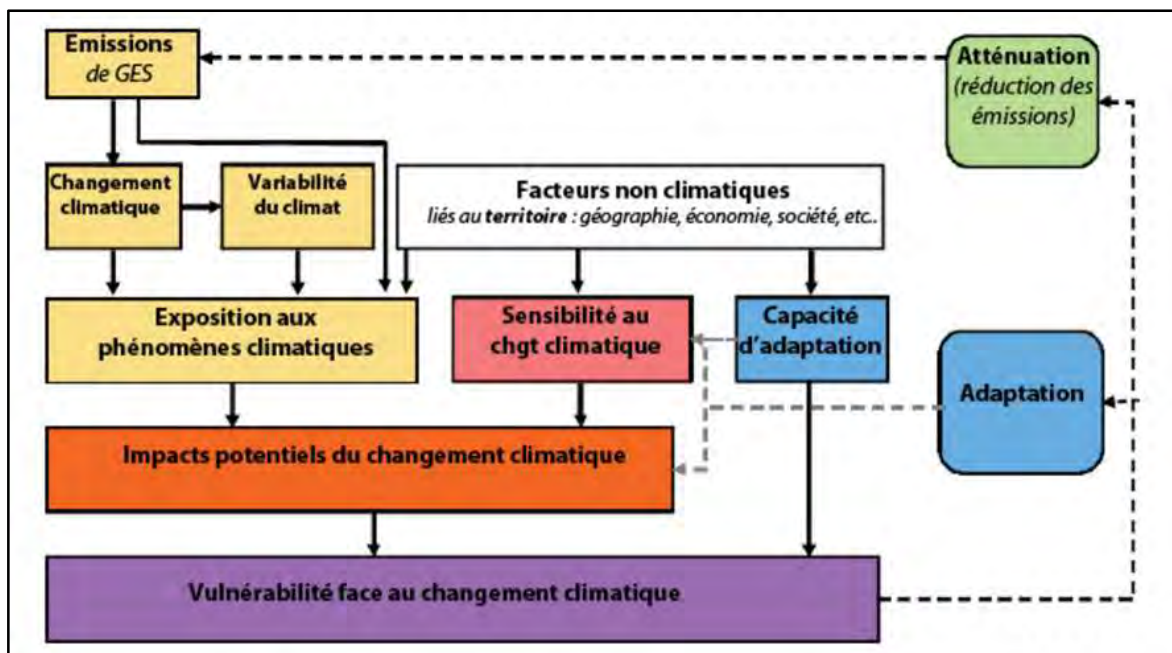 Emissions
de GES
Atténuation
(réduction des
émissions)
Changement
climatique
Variabilité
du climat
Facteurs non climatiques
liés au territoire : géographie, économie, société, etc..
Exposition aux
phénomènes climatiques
Sensibilité au
chgt climatique
Capacité
d'adaptation
Adaptation
Impacts potentiels du changement climatique
Vulnérabilité face au changement climatique